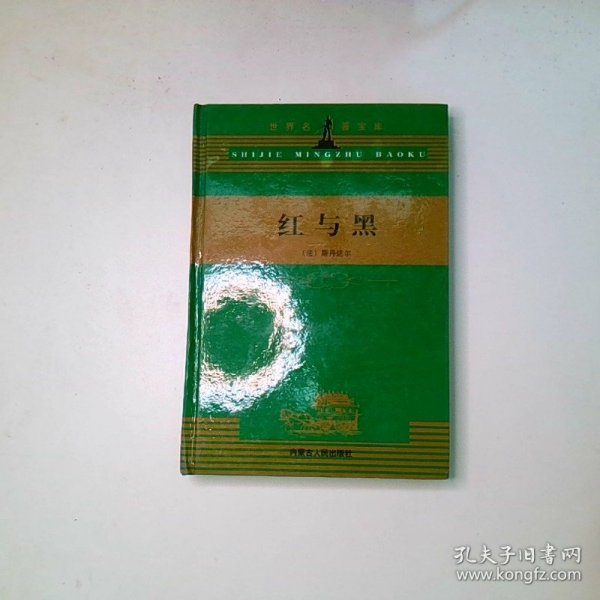 世界名著宝库
SHIJIE MINGZHU BAOKU
红与黑
（法）斯丹达尔
内蒙古人民出版社
孔夫子旧书网
www.kongfz.com